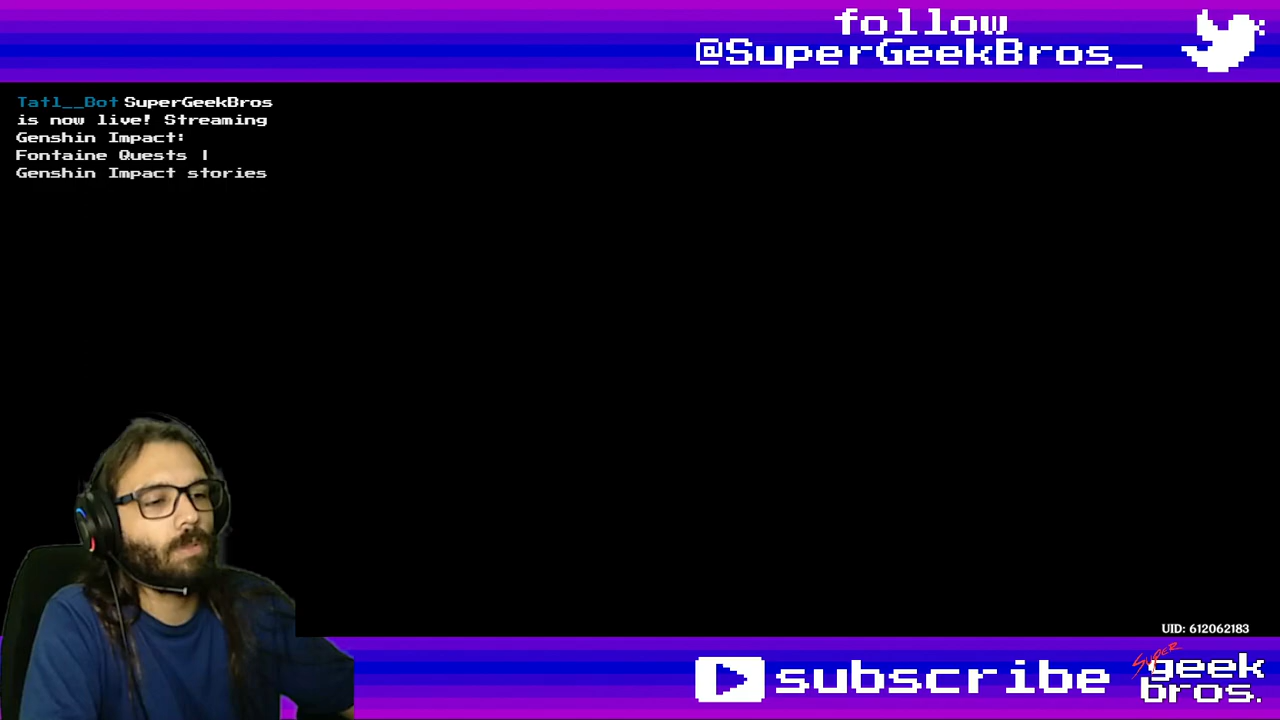 follow
@SuperGeekBros_
Tatl__Bot SuperGeekBros
is now live! Streaming
Genshin Impact:
Fontaine Quests |
Genshin Impact stories
UID: 612062183
subscribe
SUPER
geek
bros.